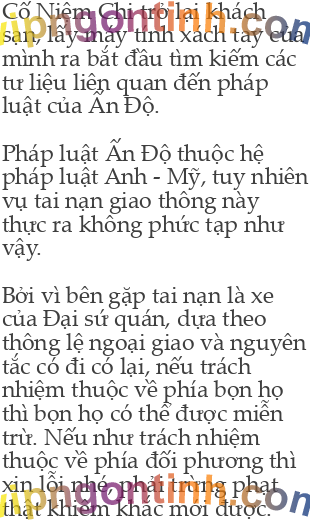 Cố Niệm Chi trở lại khách
sạn, lấy máy tính xách tay của
mình ra bắt đầu tìm kiếm các
tư liệu liên quan đến pháp
luật của Ấn Độ.
Pháp luật Ấn Độ thuộc hệ
pháp luật Anh - Mỹ, tuy nhiên
vụ tai nạn giao thông này
thực ra không phức tạp như
vậy.
Bởi vì bên gặp tai nạn là xe
của Đại sứ quán, dựa theo
thông lệ ngoại giao và nguyên
tắc có đi có lại, nếu trách
nhiệm thuộc về phía bọn họ
thì bọn họ có thể được miễn
trừ. Nếu như trách nhiệm
thuộc về phía đối phương thì
xin lỗi nhé, phải trừng phạt
thật khiêm khắc mới được.
vipngontinh.com
vipngontinh.com